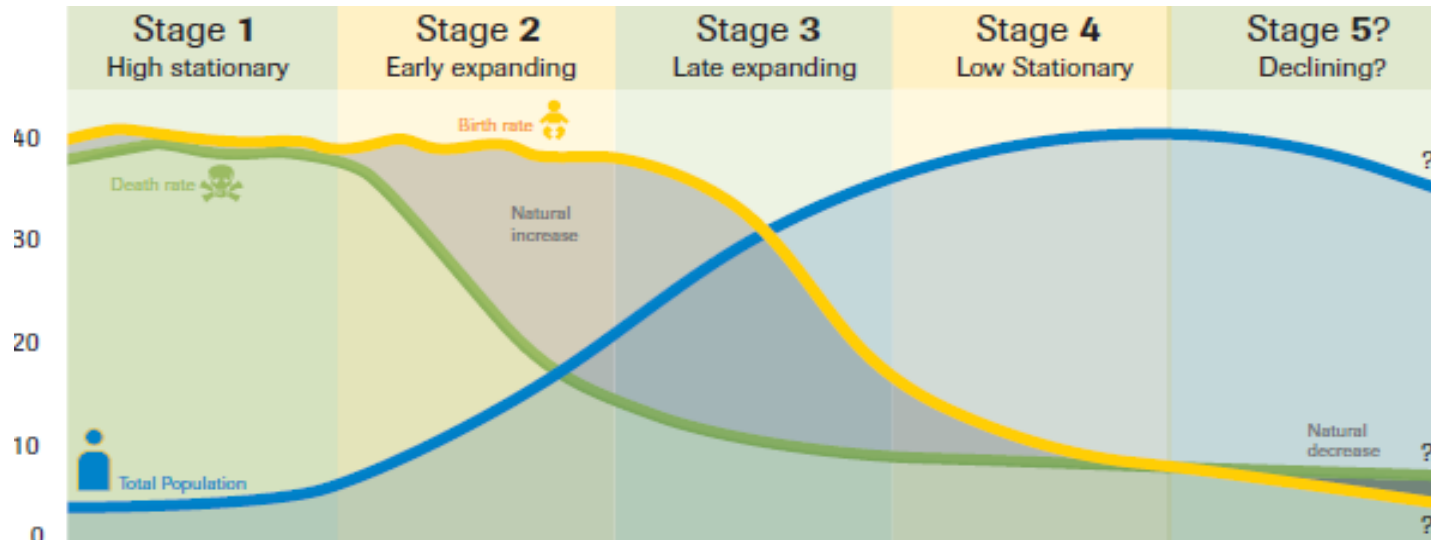 Stage 1
High stationary
Stage 2
Early expanding
Stage 3
Late expanding
Stage 4
Low Stationary
Stage 5?
Declining?
40
Birth rate
?
Death rate
Natural
increase
30
20
10
Natural
decrease
?
Total Population
?
0